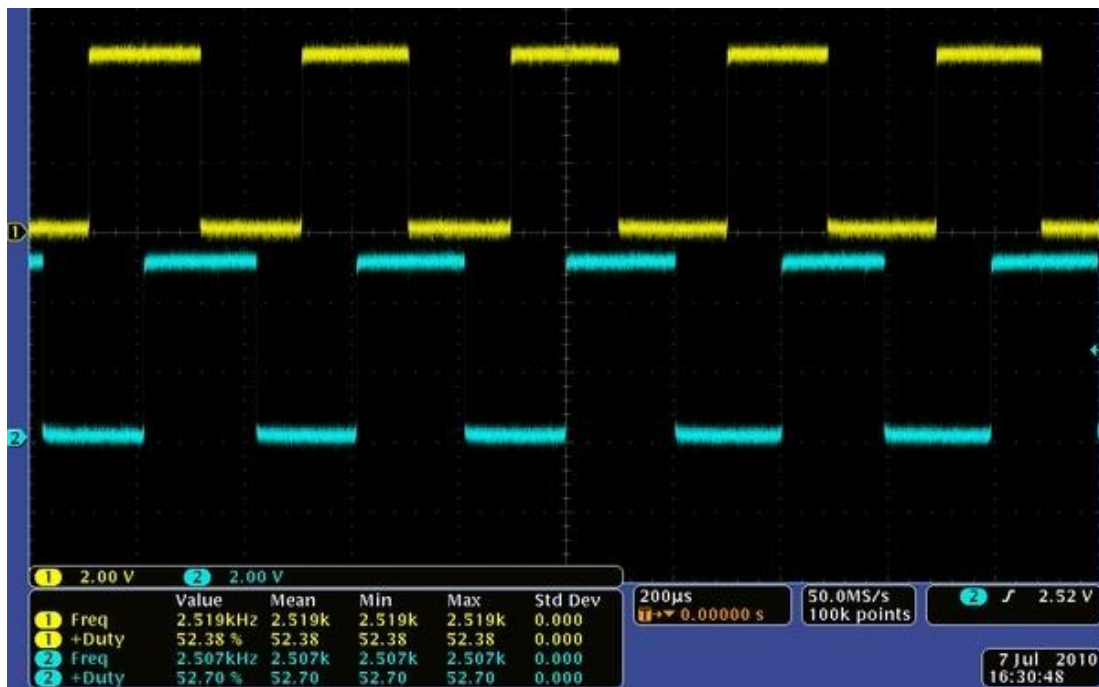 1
2
1 2.00 V 2 2.00 V
Value Mean Min Max Std Dev
1 Freq 2.519kHz 2.519k 2.519k 2.519k 0.000
1 +Duty 52.38 % 52.38 52.38 52.38 0.000
2 Freq 2.507kHz 2.507k 2.507k 2.507k 0.000
2 +Duty 52.70 % 52.70 52.70 52.70 0.000
200µs
T→▼ 0.00000 s
50.0MS/s
100k points
2 ƒ 2.52 V
7 Jul 2010
16:30:48